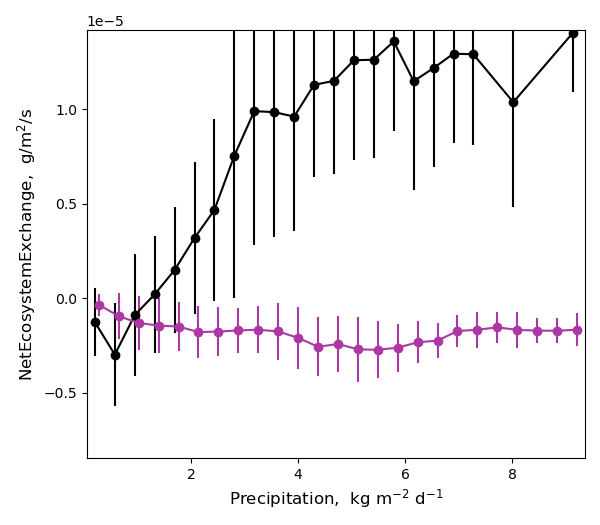 1e−5
1.0
0.5
0.0
−0.5
NetEcosystemExchange, g/m²/s
2 4 6 8
Precipitation, kg m⁻² d⁻¹